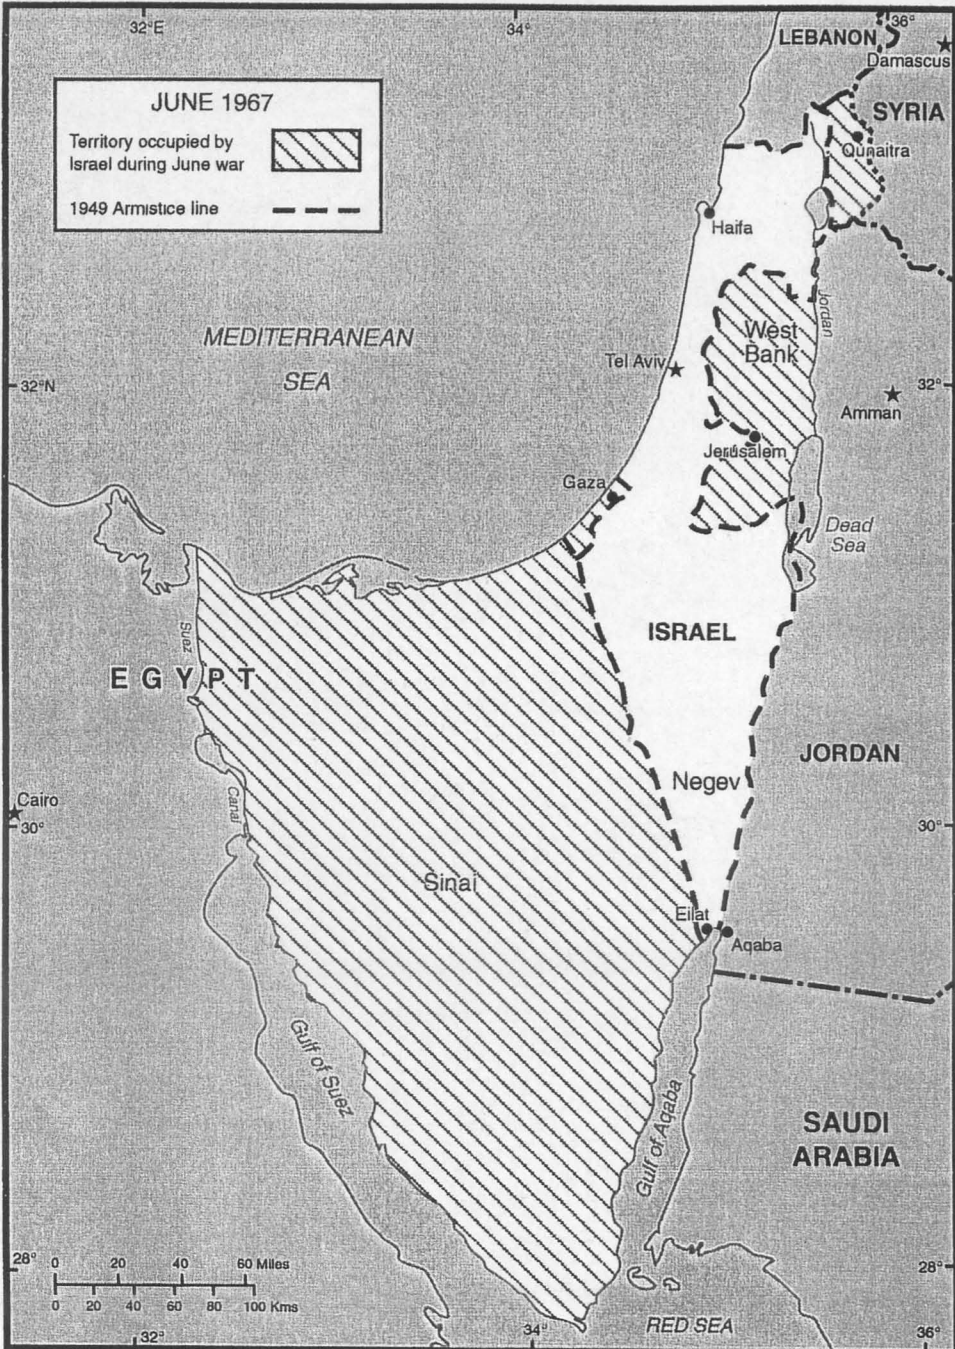 32°E
34°
36°
LEBANON
Damascus
JUNE 1967
Territory occupied by
Israel during June war
1949 Armistice line
SYRIA
Qunaitra
Haifa
Jordan
MEDITERRANEAN
SEA
West
Bank
Tel Aviv
32°N
32°
Amman
Jerusalem
Gaza
Dead
Sea
Suez
ISRAEL
EGYPT
JORDAN
Negev
Cairo
Canal
30°
30°
Sinai
Eilat
Aqaba
Gulf of Suez
Gulf of Aqaba
SAUDI
ARABIA
28°
28°
0 20 40 60 Miles
0 20 40 60 80 100 Kms
RED SEA
32°
34°
36°